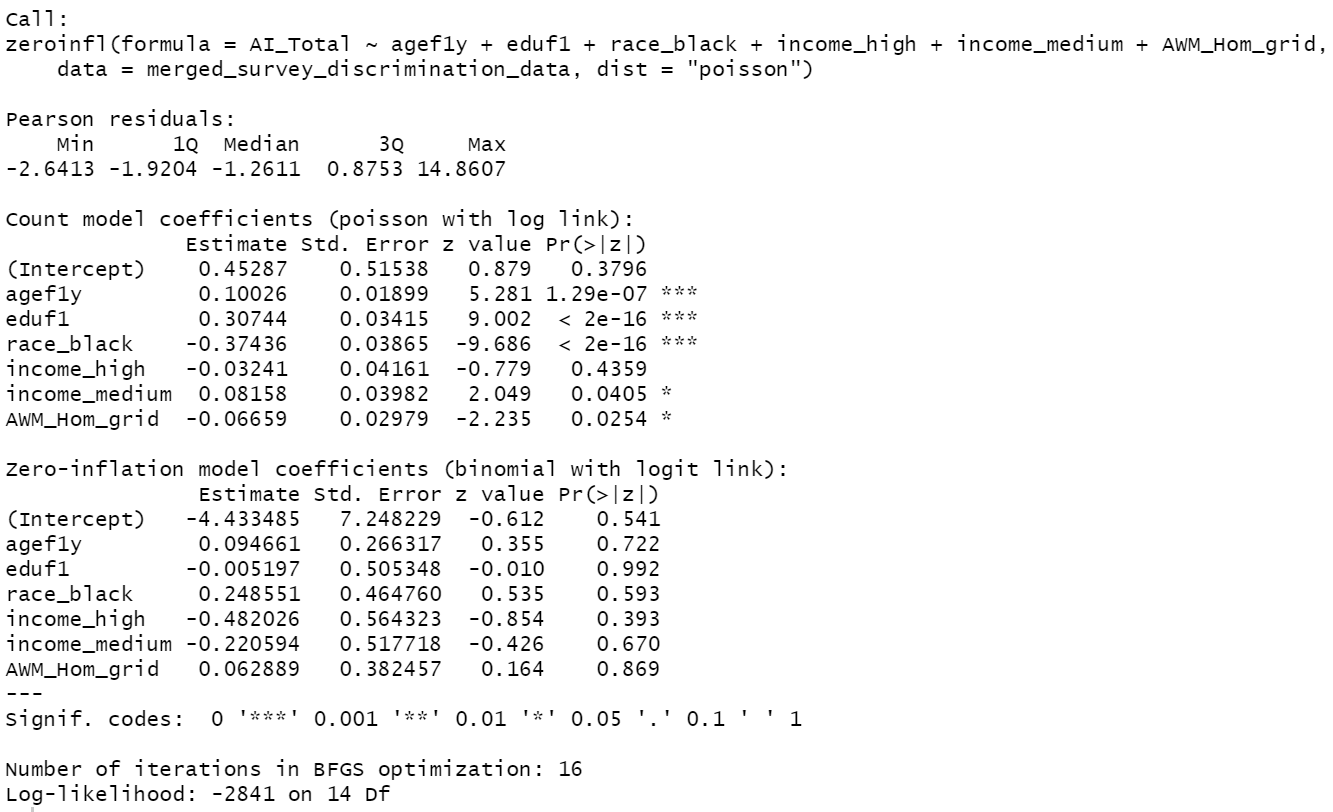 Call:
zeroinfl(formula = AI_Total ~ agef1y + eduf1 + race_black + income_high + income_medium + AWM_Hom_grid,
    data = merged_survey_discrimination_data, dist = "poisson")

Pearson residuals:
    Min      1Q  Median      3Q     Max
-2.6413 -1.9204 -1.2611  0.8753 14.8607

Count model coefficients (poisson with log link):
              Estimate Std. Error z value Pr(>|z|)
(Intercept)    0.45287    0.51538   0.879   0.3796
agef1y         0.10026    0.01899   5.281 1.29e-07 ***
eduf1          0.30744    0.03415   9.002  < 2e-16 ***
race_black    -0.37436    0.03865  -9.686  < 2e-16 ***
income_high   -0.03241    0.04161  -0.779   0.4359
income_medium  0.08158    0.03982   2.049   0.0405 *
AWM_Hom_grid  -0.06659    0.02979  -2.235   0.0254 *

Zero-inflation model coefficients (binomial with logit link):
               Estimate Std. Error z value Pr(>|z|)
(Intercept)   -4.433485   7.248229  -0.612    0.541
agef1y         0.094661   0.266317   0.355    0.722
eduf1         -0.005197   0.505348  -0.010    0.992
race_black     0.248551   0.464760   0.535    0.593
income_high   -0.482026   0.564323  -0.854    0.393
income_medium -0.220594   0.517718  -0.426    0.670
AWM_Hom_grid   0.062889   0.382457   0.164    0.869
---
Signif. codes:  0 '***' 0.001 '**' 0.01 '*' 0.05 '.' 0.1 ' ' 1

Number of iterations in BFGS optimization: 16
Log-likelihood: -2841 on 14 Df